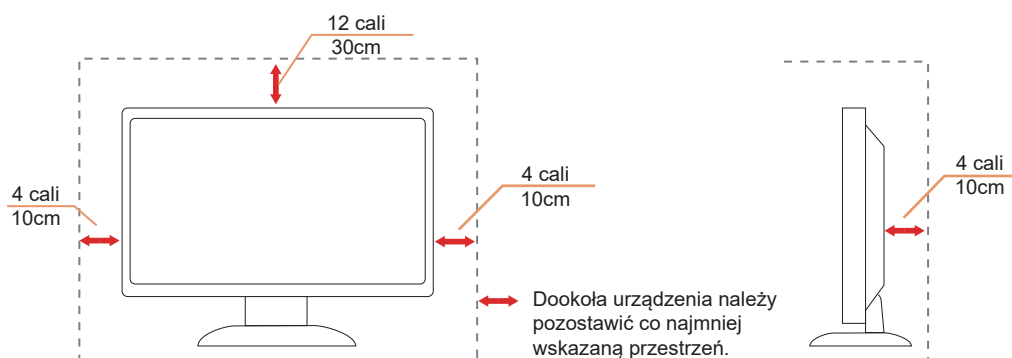 12 cali
30cm
4 cali
10cm
4 cali
10cm
4 cali
10cm
Dookoła urządzenia należy
pozostawić co najmniej
wskazaną przestrzeń.